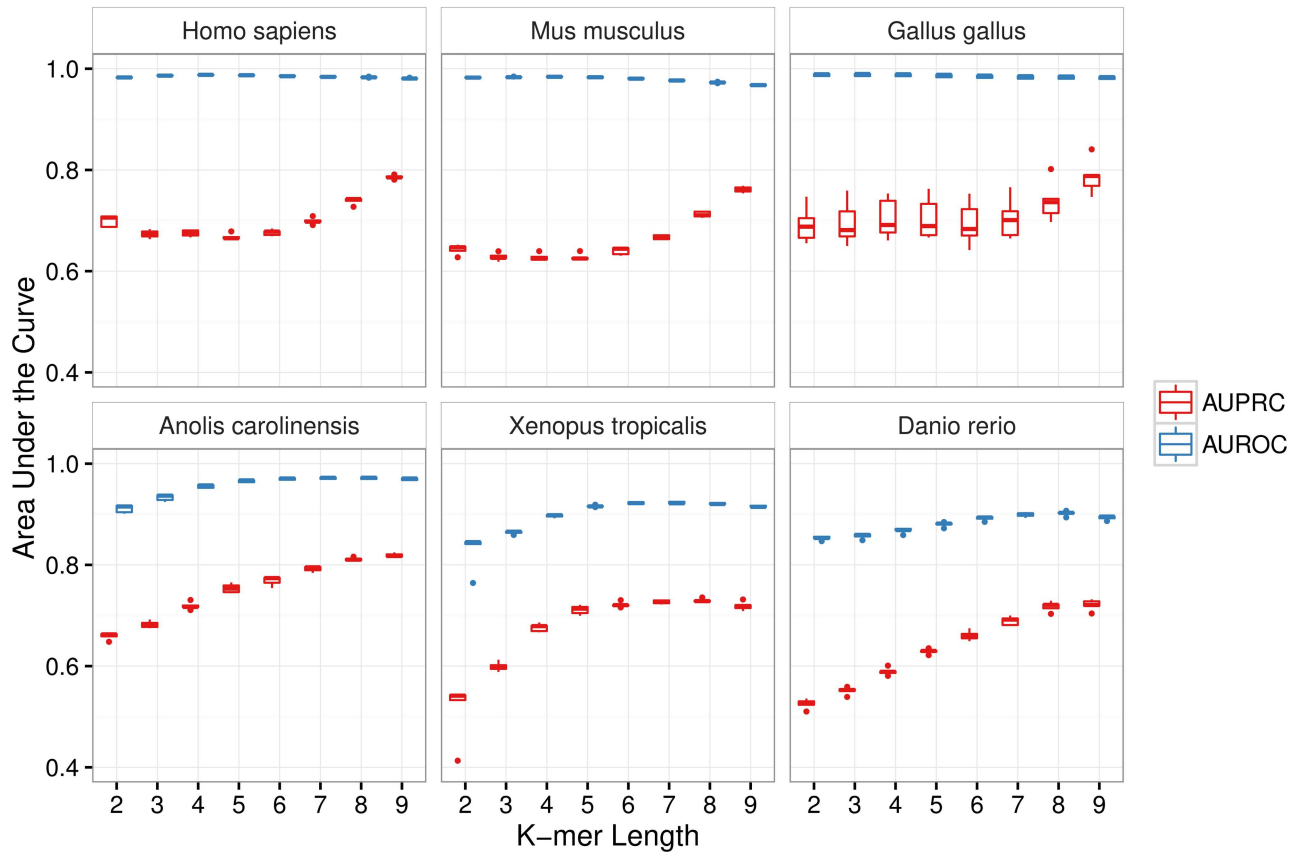 Homo sapiens Mus musculus Gallus gallus
1.0
0.8
0.6
0.4
Anolis carolinensis Xenopus tropicalis Danio rerio
1.0
0.8
0.6
0.4
Area Under the Curve
2 3 4 5 6 7 8 9 2 3 4 5 6 7 8 9 2 3 4 5 6 7 8 9
K−mer Length
AUPRC
AUROC